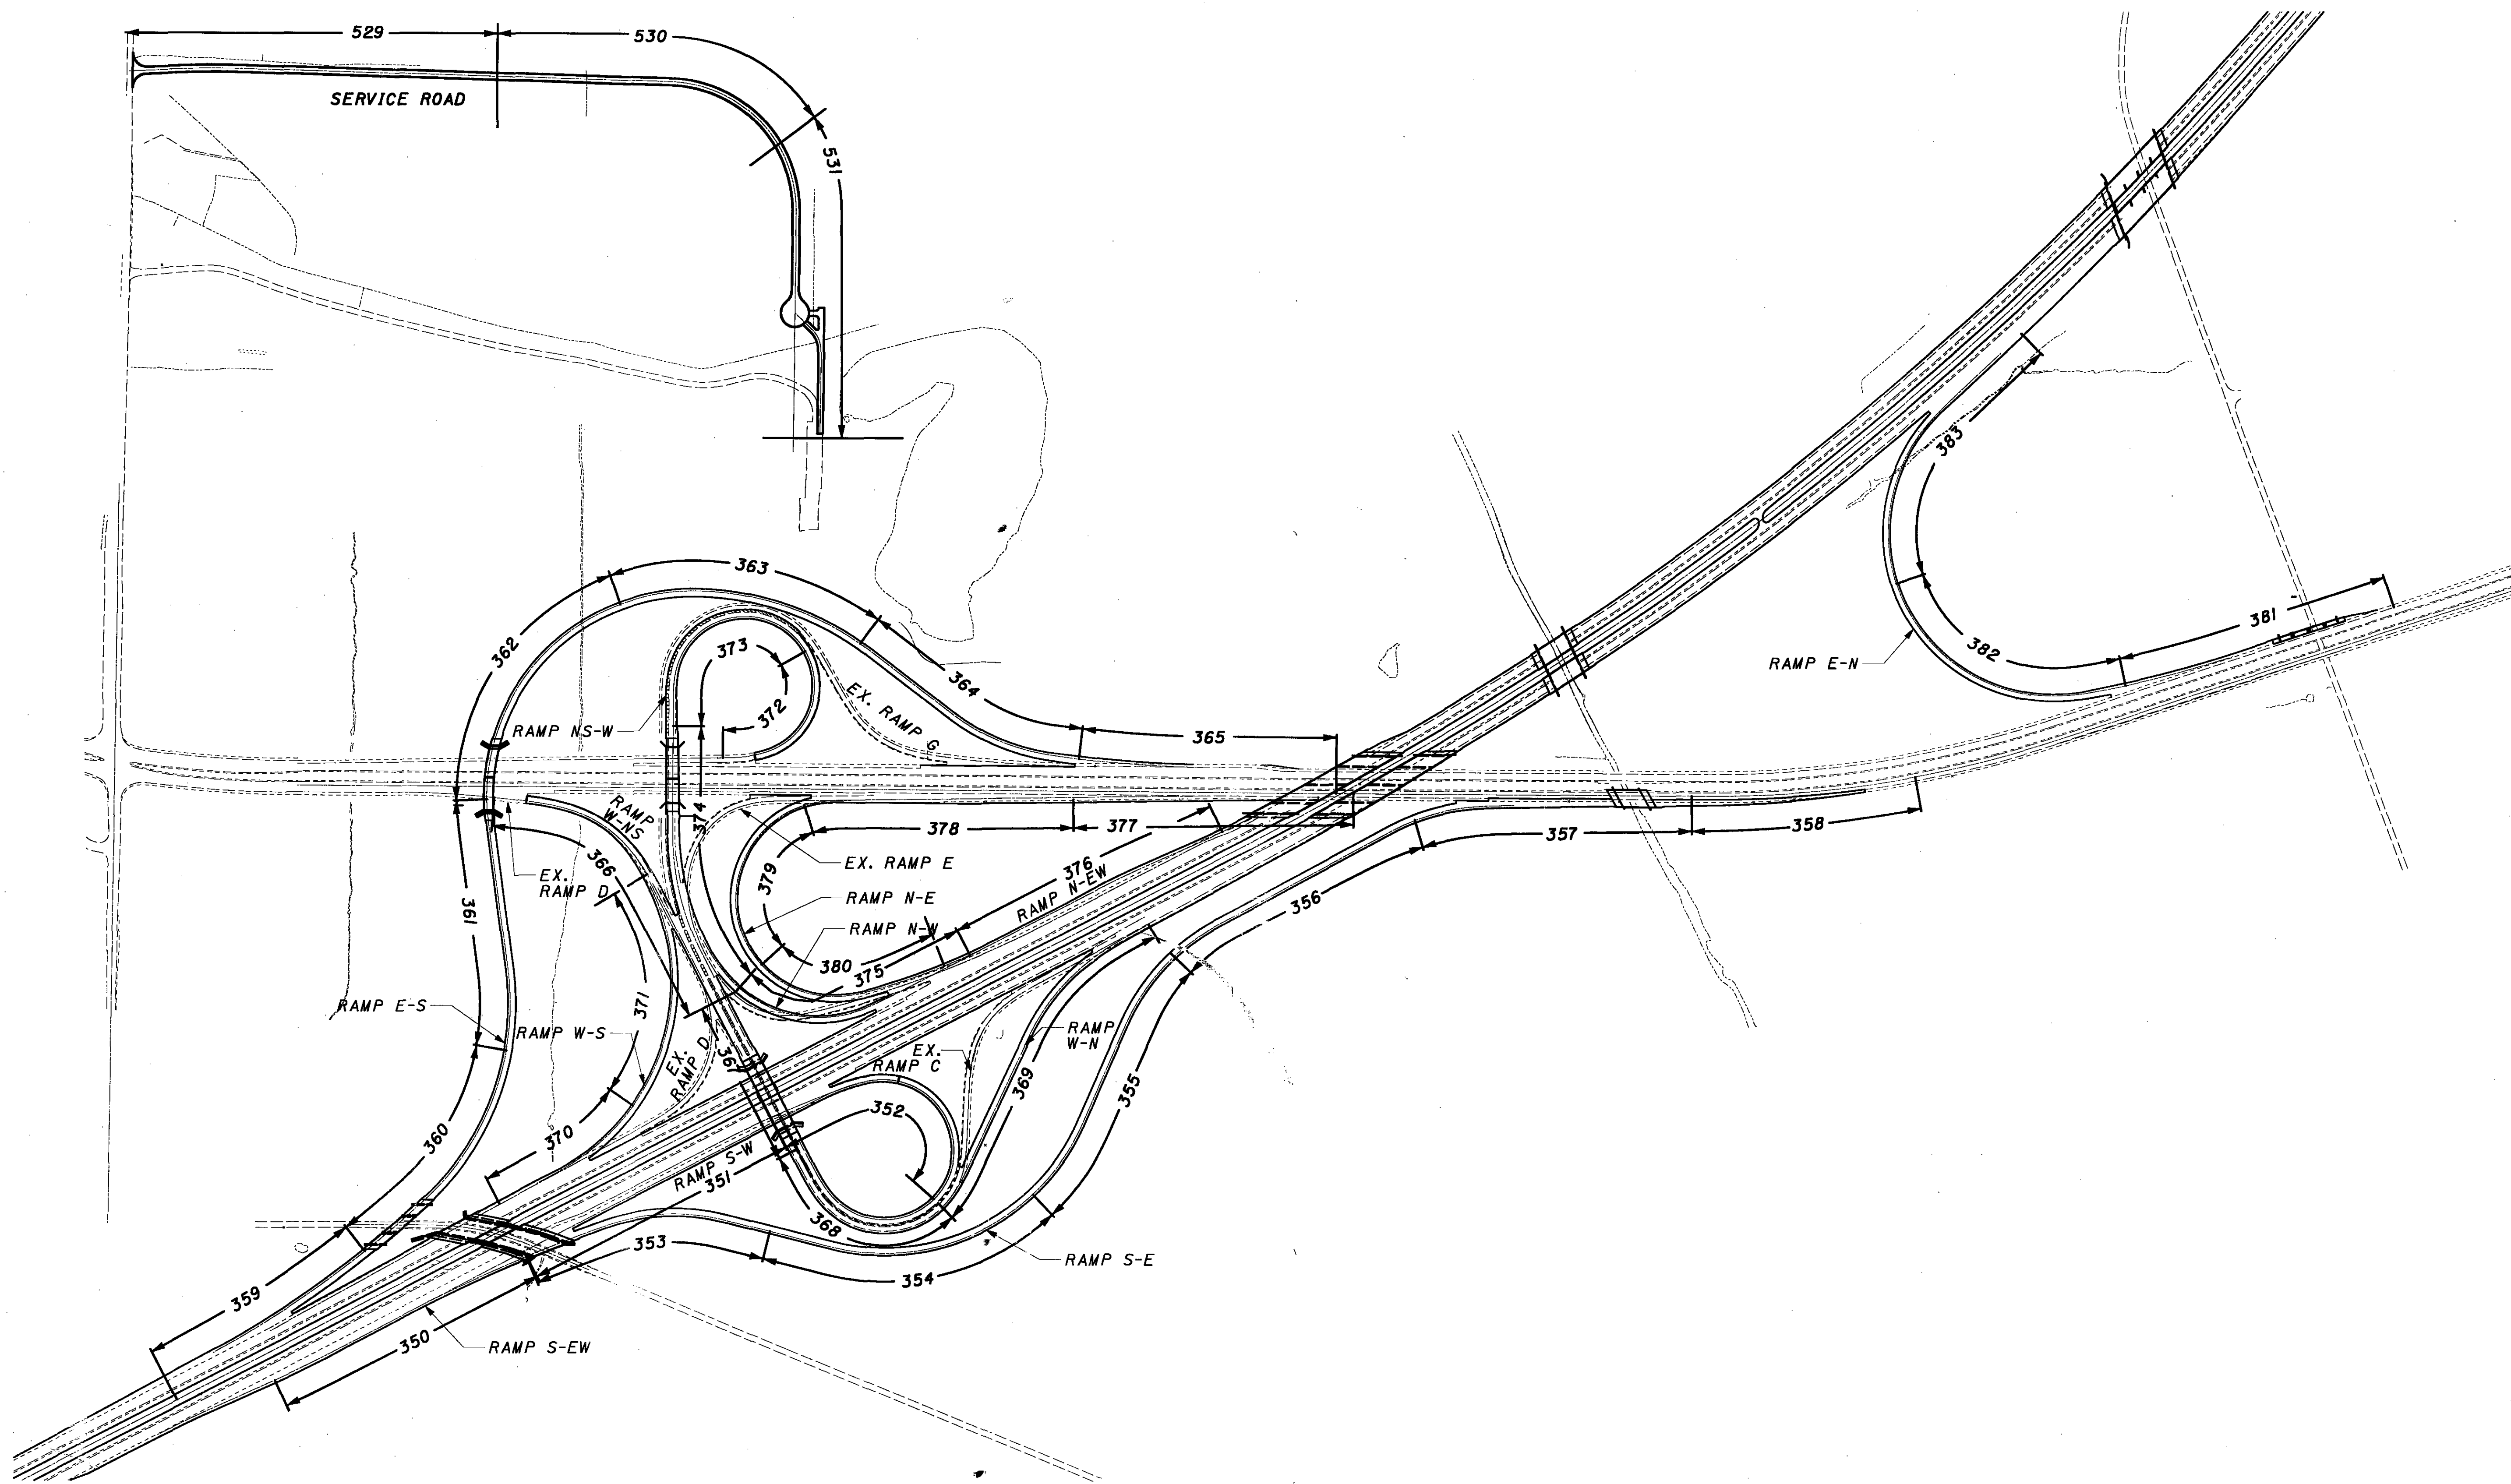 529
530
SERVICE ROAD
531
363
362
364
373
372
EX. RAMP G
RAMP NS-W
365
383
381
382
RAMP E-N
RAMP
W-NS
374
378
377
357
358
366
EX.
RAMP D
379
EX. RAMP E
376
RAMP N-EW
RAMP N-E
356
361
RAMP N-W
380
375
371
RAMP E-S
RAMP W-S
EX.
RAMP D
367
EX.
RAMP C
RAMP
W-N
369
355
352
360
370
RAMP S-W
351
368
353
354
RAMP S-E
359
350
RAMP S-EW